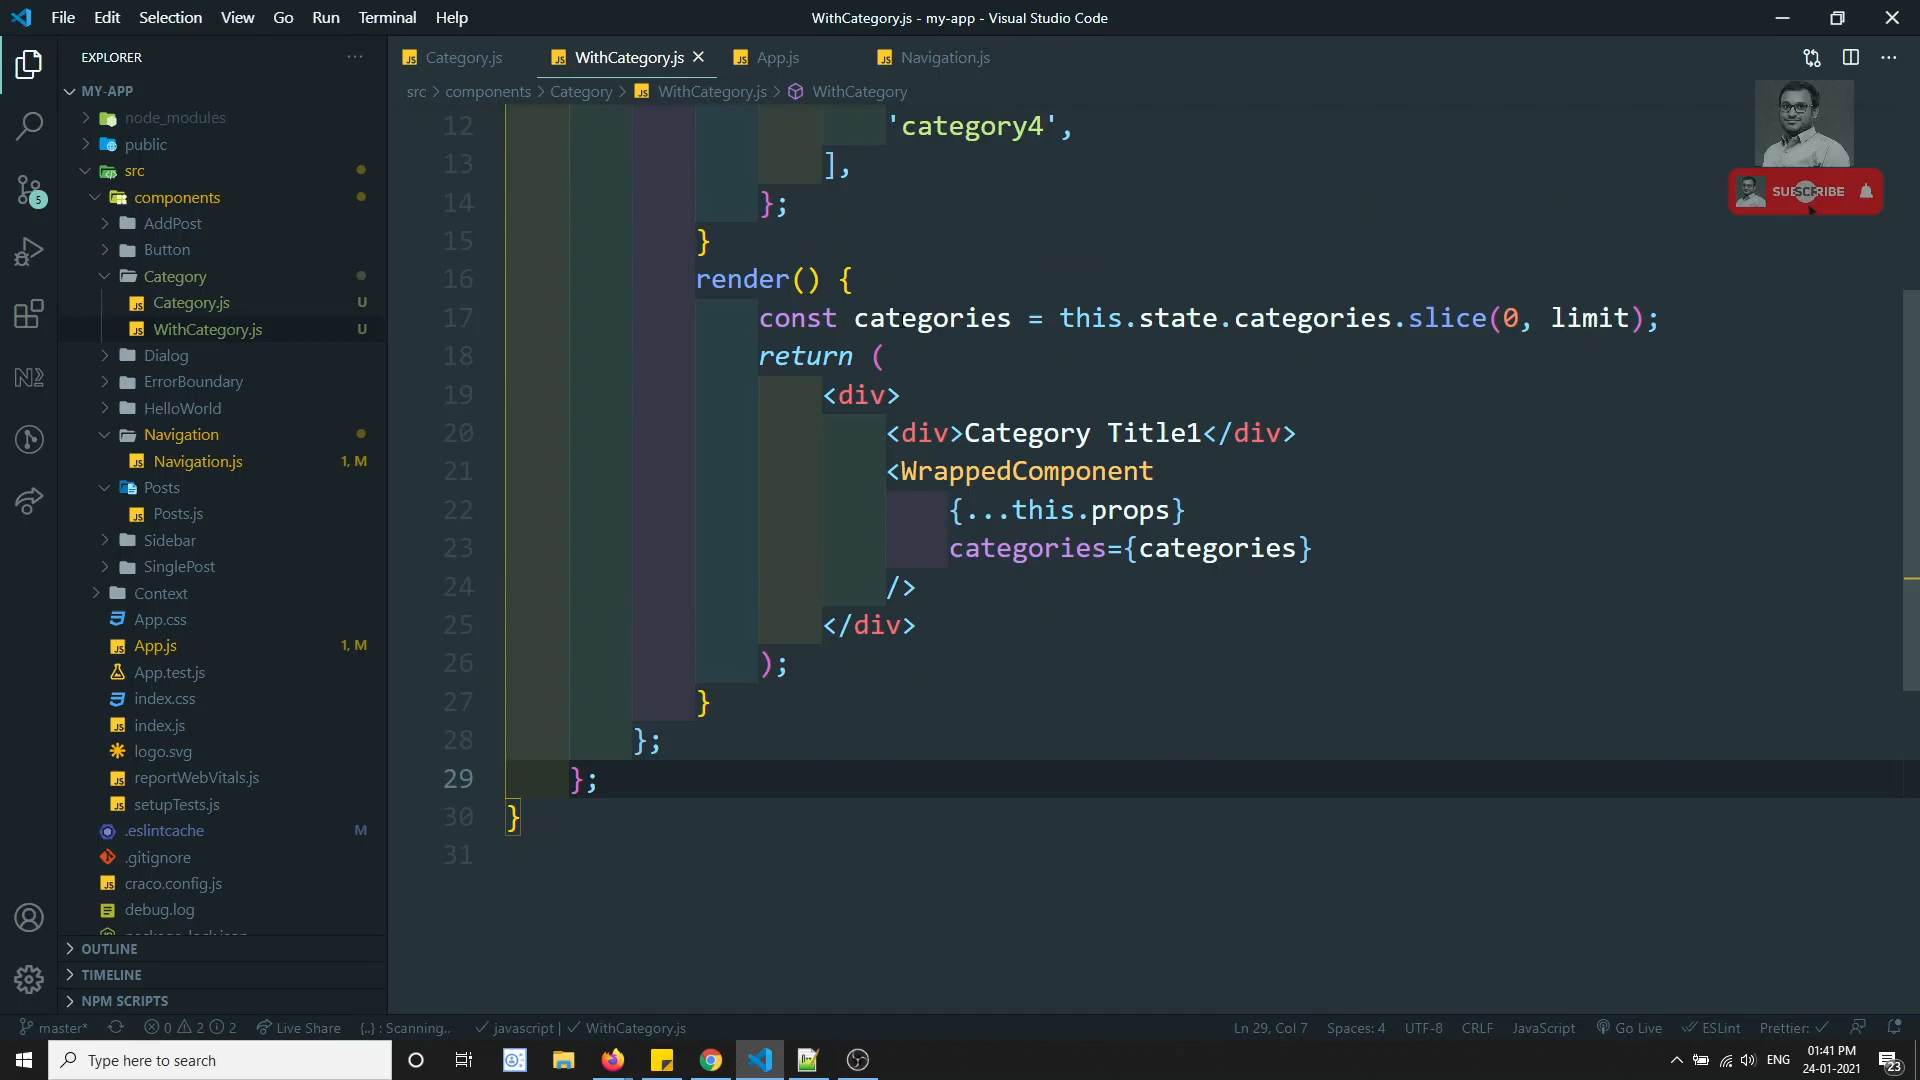 File Edit Selection View Go Run Terminal Help
WithCategory.js - my-app - Visual Studio Code
EXPLORER
MY-APP
node_modules
public
src
components
AddPost
Button
Category
Category.js U
WithCategory.js U
Dialog
ErrorBoundary
HelloWorld
Navigation
Navigation.js 1, M
Posts
Posts.js
Sidebar
SinglePost
Context
App.css
App.js 1, M
App.test.js
index.css
index.js
logo.svg
reportWebVitals.js
setupTests.js
.eslintcache M
.gitignore
craco.config.js
debug.log
OUTLINE
TIMELINE
NPM SCRIPTS
5
Category.js WithCategory.js App.js Navigation.js
src > components > Category > WithCategory.js > WithCategory
SUBSCRIBE
12 'category4',
13 ],
14 };
15 }
16 render() {
17 const categories = this.state.categories.slice(0, limit);
18 return (
19 <div>
20 <div>Category Title1</div>
21 <WrappedComponent
22 {...this.props}
23 categories={categories}
24 />
25 </div>
26 );
27 }
28 };
29 };
30 }
31
master* 0 2 2 Live Share {..} : Scanning.. javascript | WithCategory.js Ln 29, Col 7 Spaces: 4 UTF-8 CRLF JavaScript Go Live ESLint Prettier:
Type here to search
ENG
01:41 PM
24-01-2021
23